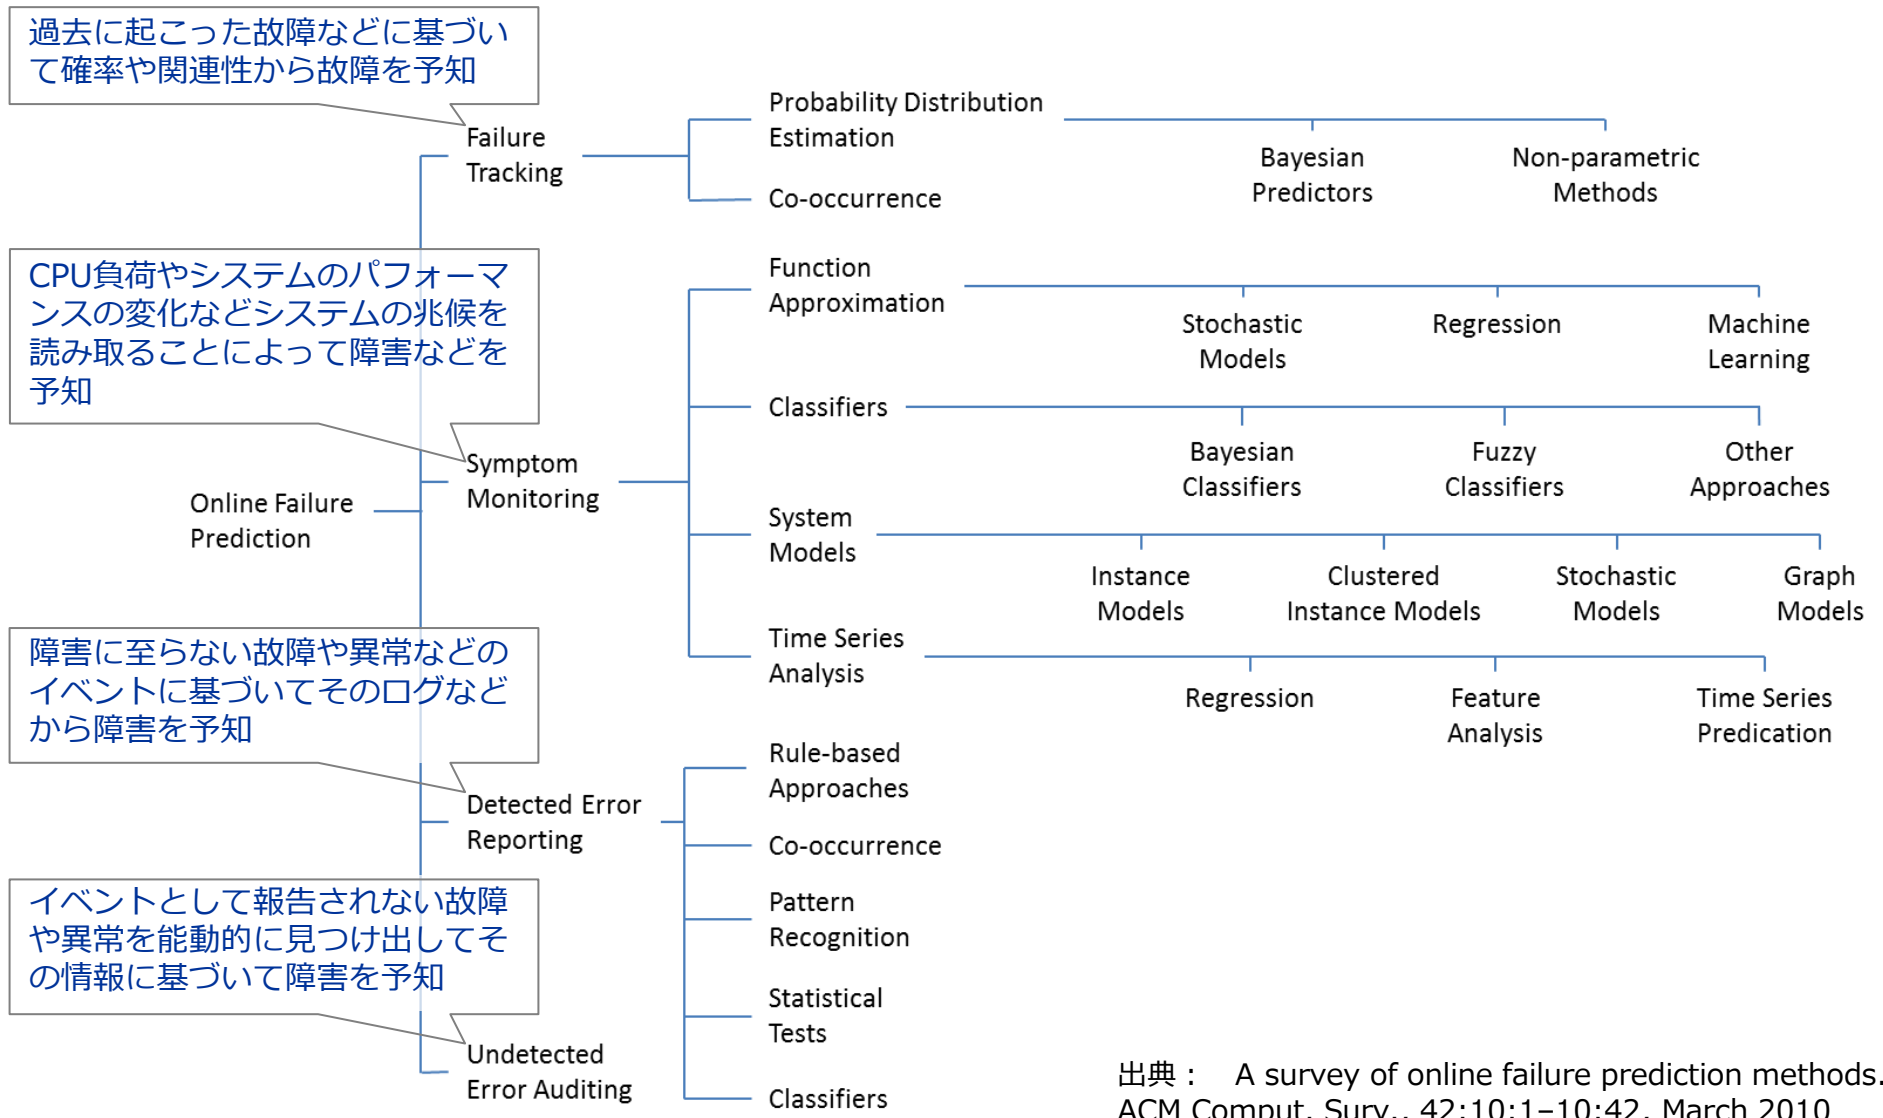 過去に起こった故障などに基づい
て確率や関連性から故障を予知
Failure
Tracking
Probability Distribution
Estimation
Bayesian
Predictors
Non-parametric
Methods
Co-occurrence
CPU負荷やシステムのパフォーマ
ンスの変化などシステムの兆候を
読み取ることによって障害などを
予知
Online Failure
Prediction
Symptom
Monitoring
Function
Approximation
Stochastic
Models
Regression
Machine
Learning
Classifiers
Bayesian
Classifiers
Fuzzy
Classifiers
Other
Approaches
System
Models
Instance
Models
Clustered
Instance Models
Stochastic
Models
Graph
Models
Time Series
Analysis
Regression
Feature
Analysis
Time Series
Predication
障害に至らない故障や異常などの
イベントに基づいてそのログなど
から障害を予知
Detected Error
Reporting
Rule-based
Approaches
Co-occurrence
Pattern
Recognition
Statistical
Tests
Classifiers
イベントとして報告されない故障
や異常を能動的に見つけ出してそ
の情報に基づいて障害を予知
Undetected
Error Auditing
出典： A survey of online failure prediction methods.
ACM Comput. Surv., 42:10:1–10:42, March 2010